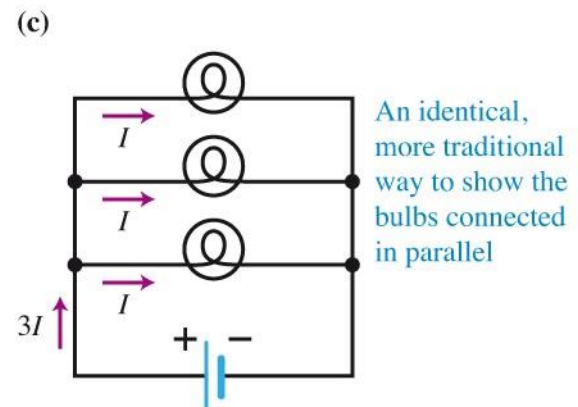 (c)
I
An identical,
more traditional
way to show the
bulbs connected
in parallel
I
I
3I
+ −